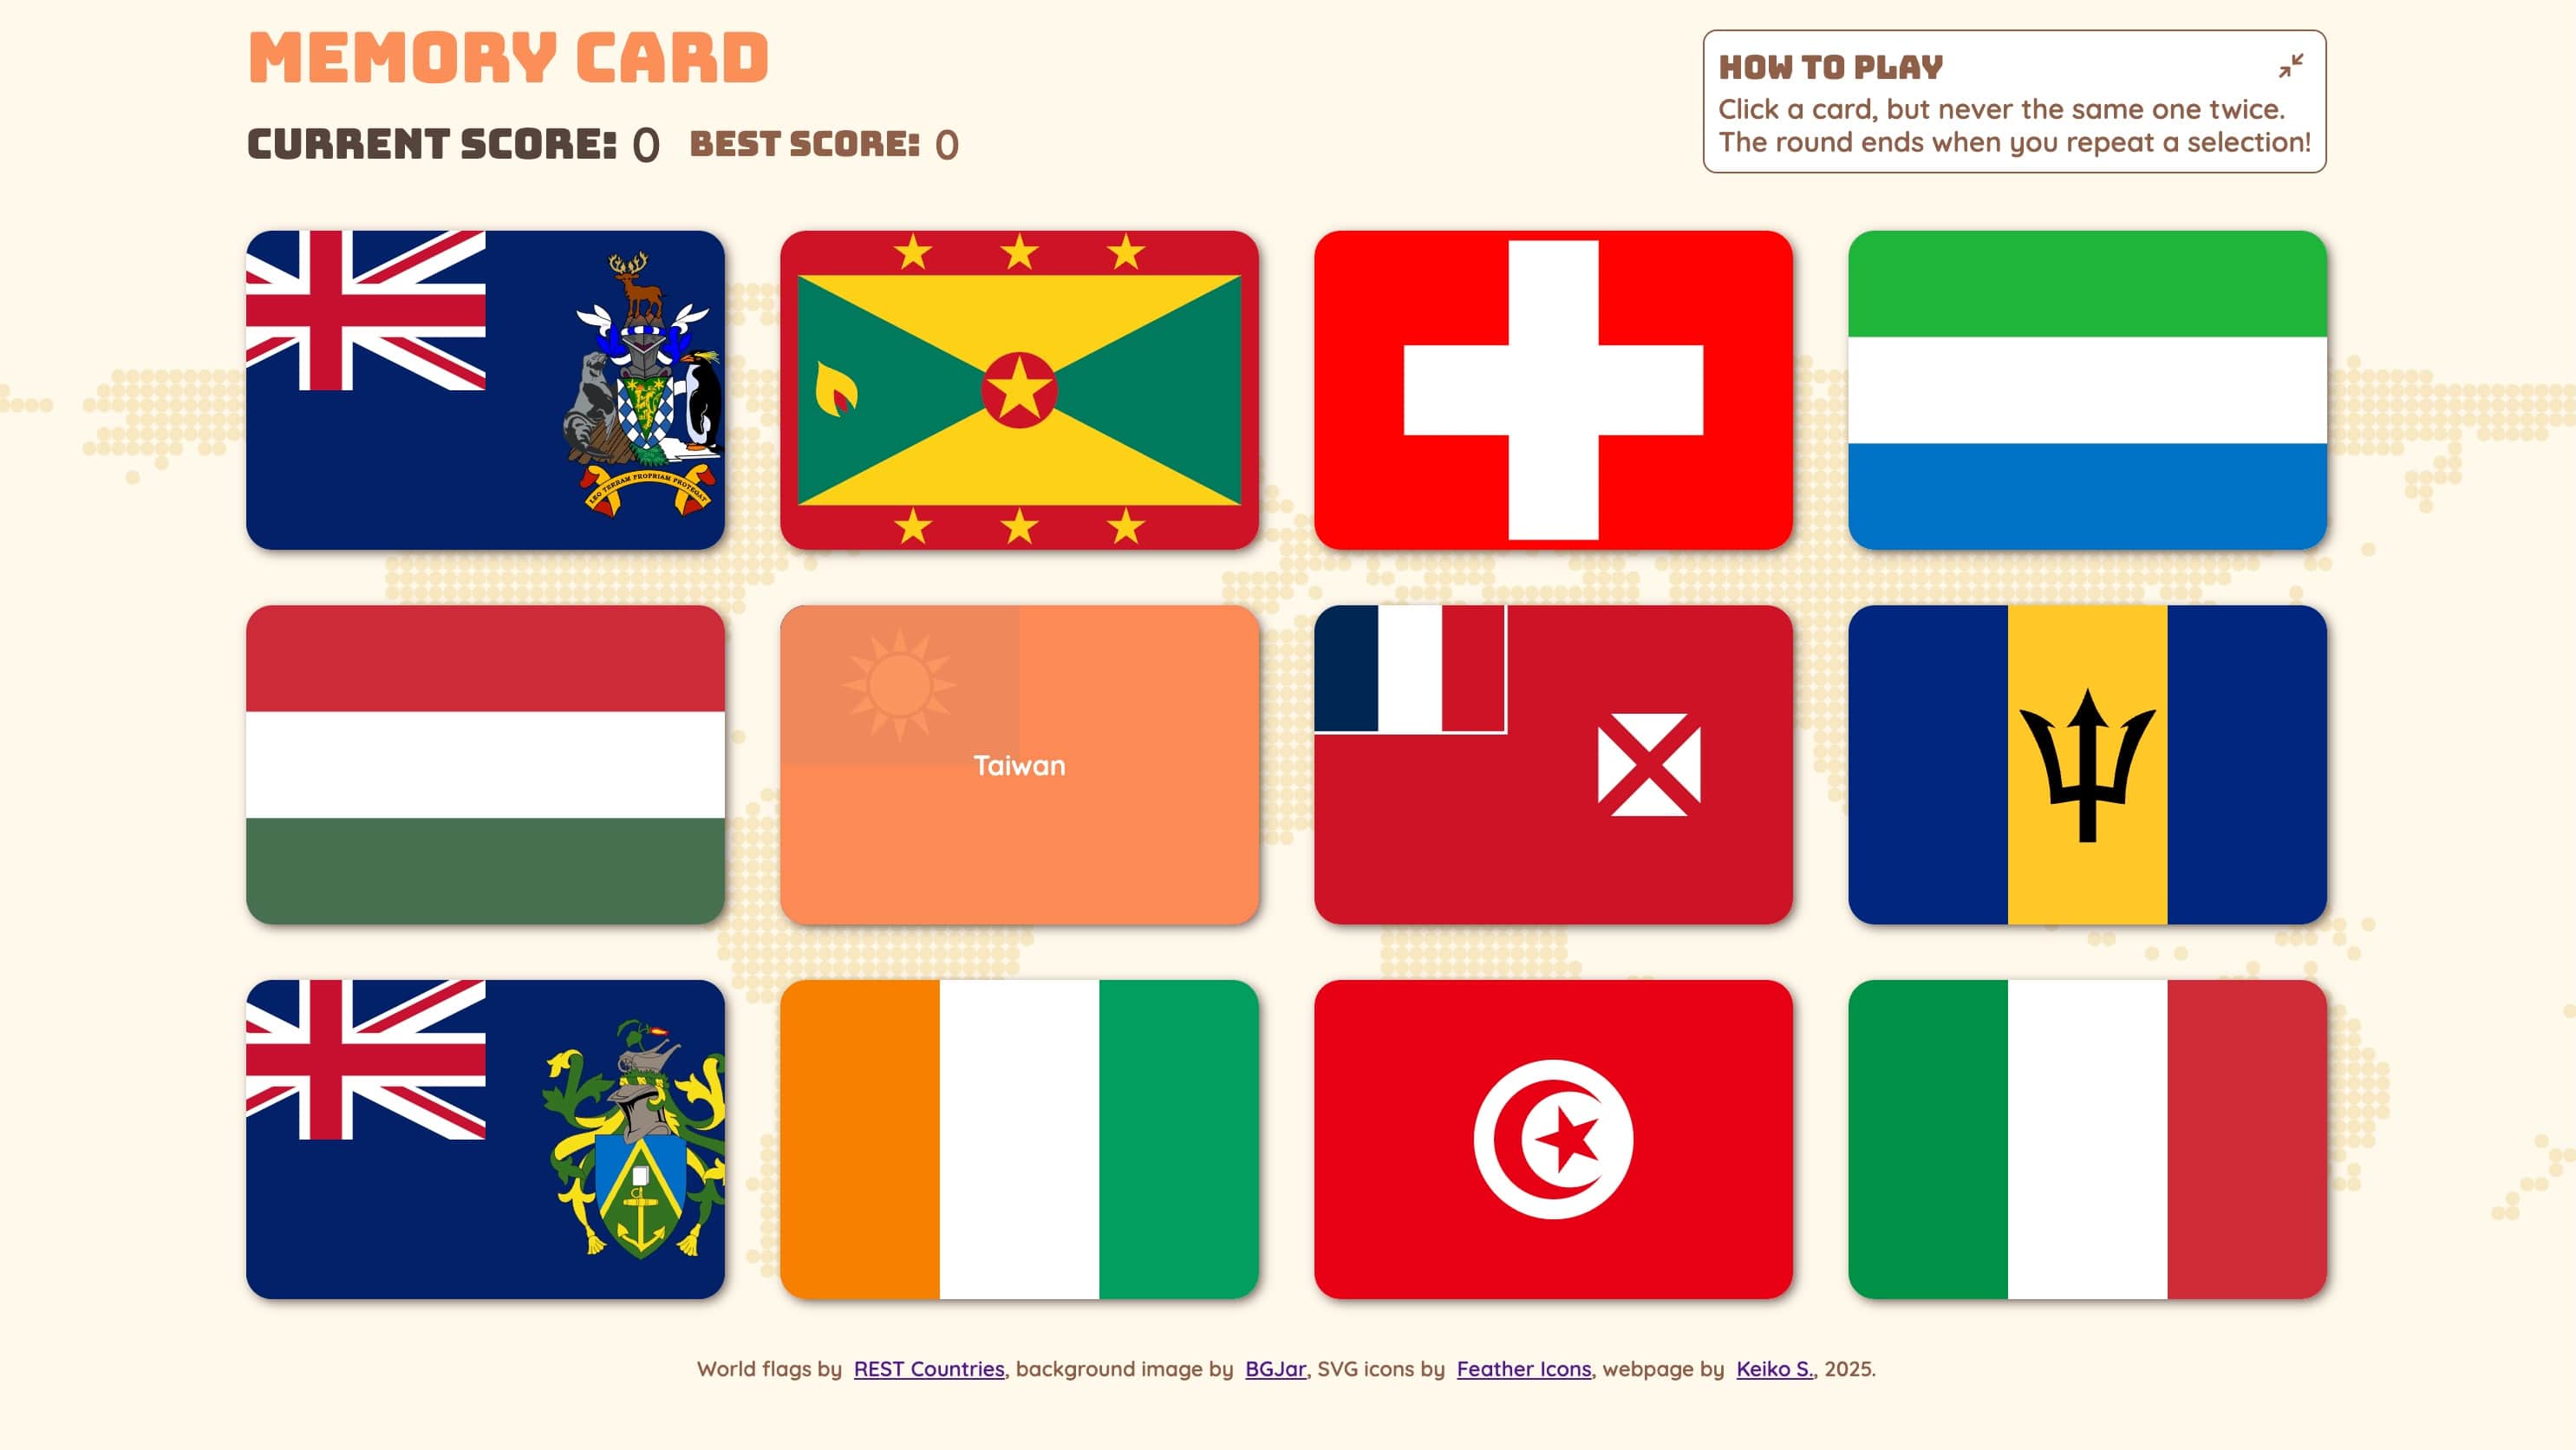 MEMORY CARD
CURRENT SCORE: 0 BEST SCORE: 0
HOW TO PLAY
Click a card, but never the same one twice.
The round ends when you repeat a selection!
LEO TERRAM PROPRIAM PROTEGAT
Taiwan
World flags by REST Countries, background image by BGJar, SVG icons by Feather Icons, webpage by Keiko S., 2025.